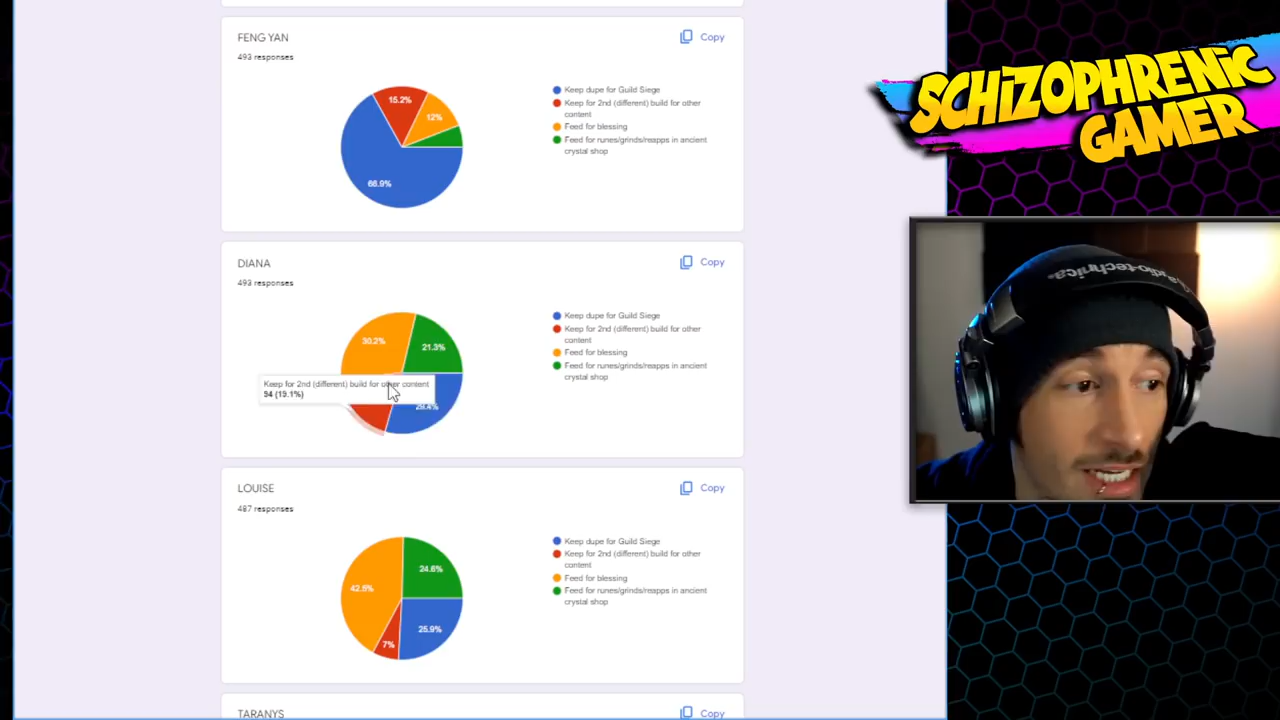 FENG YAN
Copy
493 responses
Keep dupe for Guild Siege
Keep for 2nd (different) build for other
content
Feed for blessing
Feed for runes/grinds/reapps in ancient
crystal shop
15.2%
12%
66.9%
SCHIZOPHRENIC
GAMER
DIANA
Copy
493 responses
Keep dupe for Guild Siege
Keep for 2nd (different) build for other
content
Feed for blessing
Feed for runes/grinds/reapps in ancient
crystal shop
30.2%
21.3%
Keep for 2nd (different) build for other content
94 (19.1%)
29.4%
audio-technica
LOUISE
Copy
487 responses
Keep dupe for Guild Siege
Keep for 2nd (different) build for other
content
Feed for blessing
Feed for runes/grinds/reapps in ancient
crystal shop
24.6%
25.9%
7%
TARANYS
Copy